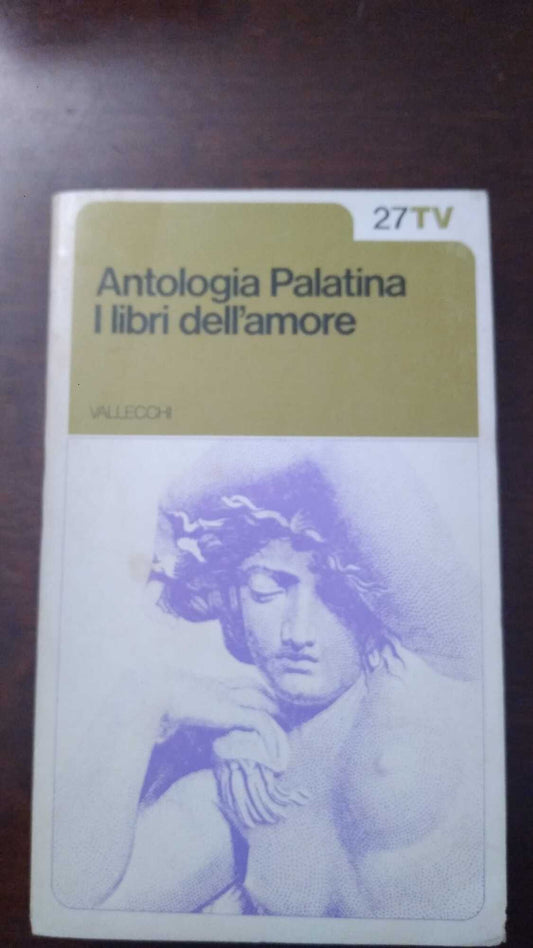 27TV
Antologia Palatina
I libri dell'amore
VALLECCHI